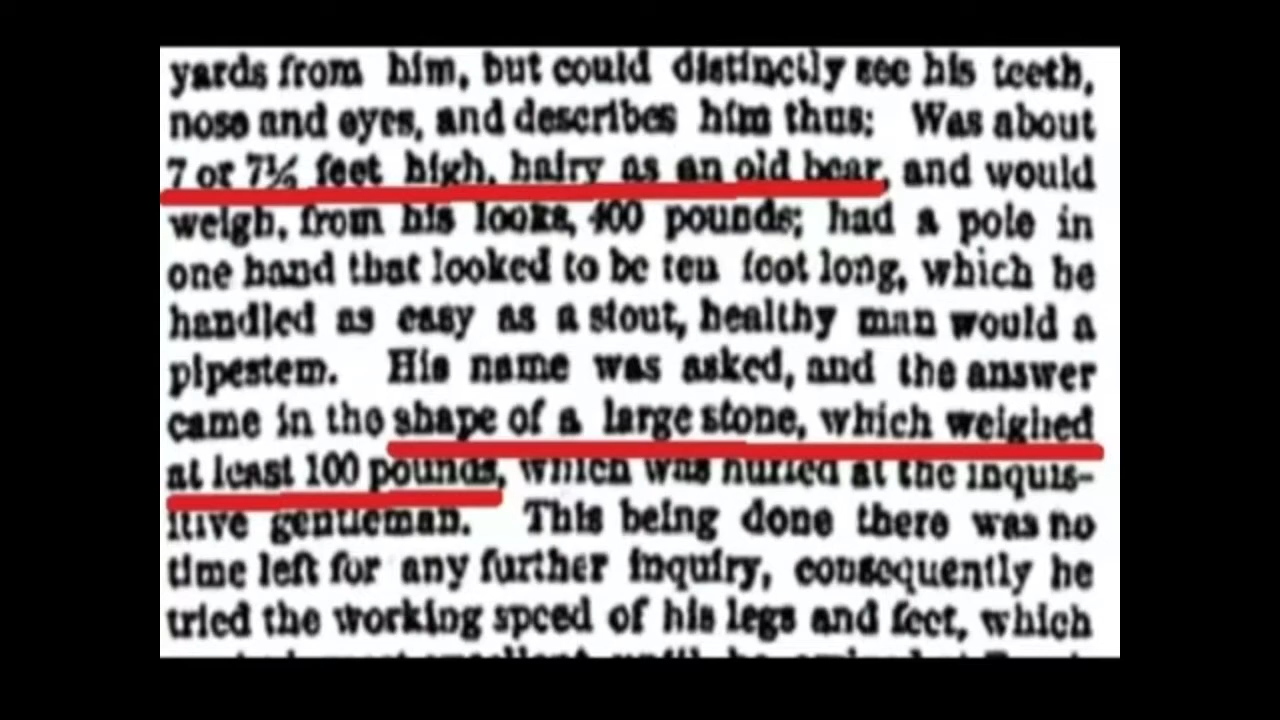 yards from him, but could distinctly see his teeth,
nose and eyes, and describes him thus: Was about
7 or 7½ feet high, hairy as an old bear, and would
weigh, from his looks, 400 pounds; had a pole in
one hand that looked to be ten foot long, which he
handled as easy as a stout, healthy man would a
pipestem. His name was asked, and the answer
came in the shape of a large stone, which weighed
at least 100 pounds, which was hurled at the inquis-
itive gentleman. This being done there was no
time left for any further inquiry, consequently he
tried the working speed of his legs and feet, which